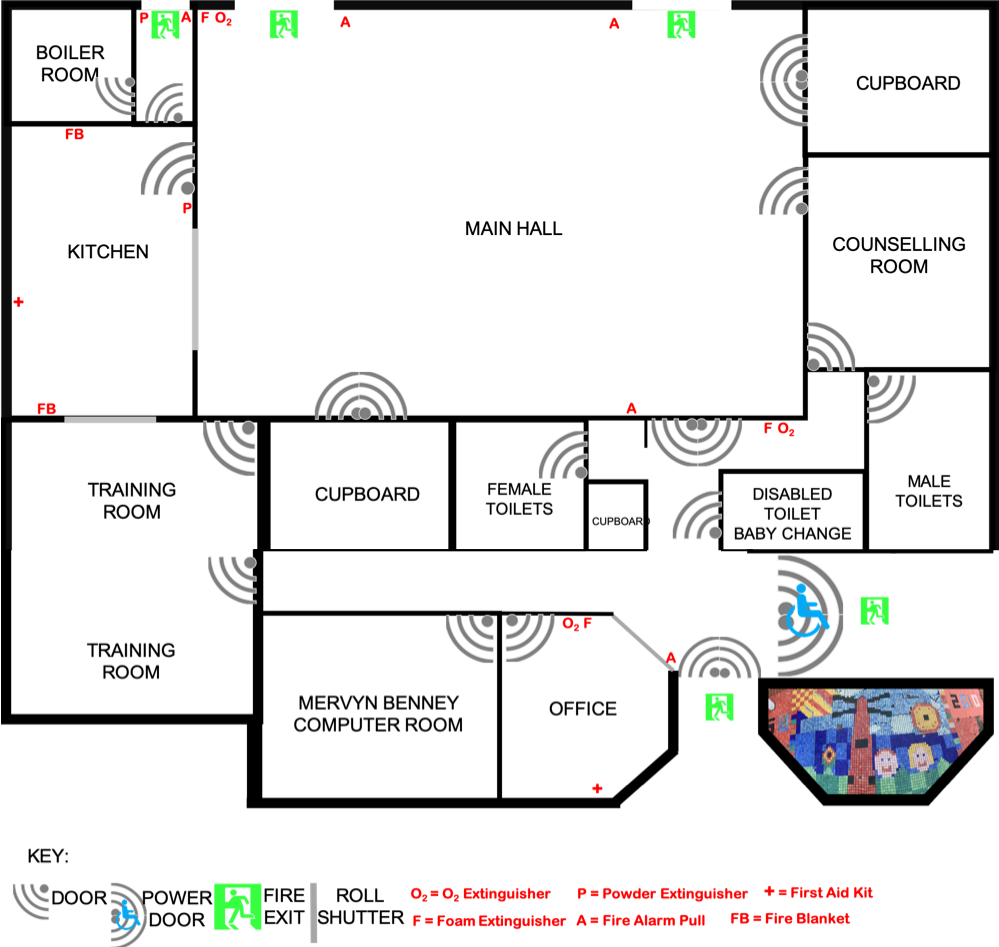 P A F O₂ A A
BOILER
ROOM
CUPBOARD
FB
P
MAIN HALL
KITCHEN
COUNSELLING
ROOM
+
FB
A
F O₂
TRAINING
ROOM
CUPBOARD
FEMALE
TOILETS
CUPBOARD
DISABLED
TOILET
BABY CHANGE
MALE
TOILETS
O₂ F
A
TRAINING
ROOM
MERVYN BENNEY
COMPUTER ROOM
OFFICE
+
KEY:
DOOR
POWER
DOOR
FIRE
EXIT
ROLL
SHUTTER
O₂ = O₂ Extinguisher P = Powder Extinguisher + = First Aid Kit
F = Foam Extinguisher A = Fire Alarm Pull FB = Fire Blanket